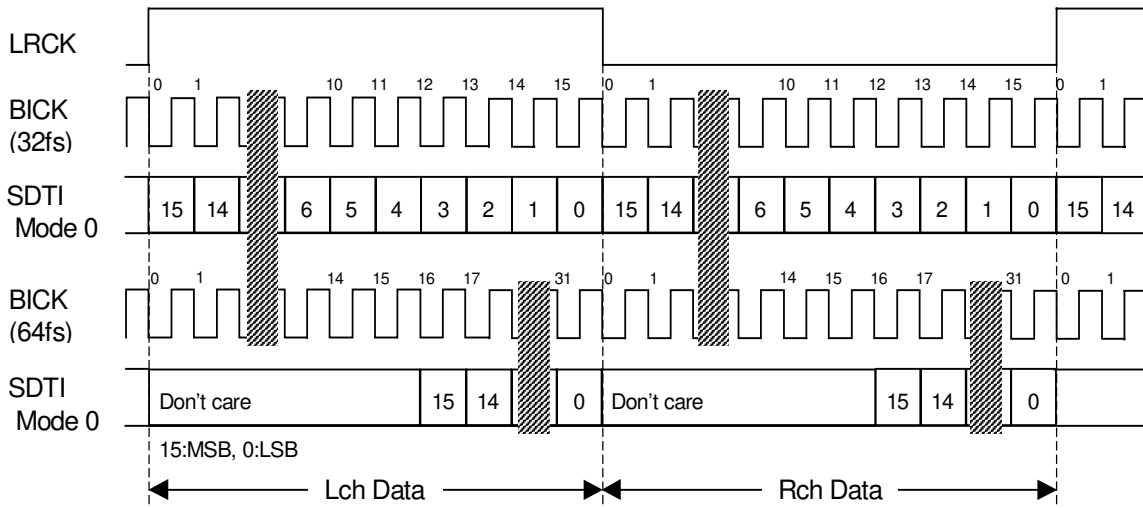 LRCK
0 1 10 11 12 13 14 15 0 1 10 11 12 13 14 15 0 1
BICK
(32fs)
SDTI
Mode 0
15 14 6 5 4 3 2 1 0 15 14 6 5 4 3 2 1 0 15 14
0 1 14 15 16 17 31 0 1 14 15 16 17 31 0 1
BICK
(64fs)
SDTI
Mode 0
Don't care 15 14 0 Don't care 15 14 0
15:MSB, 0:LSB
Lch Data Rch Data